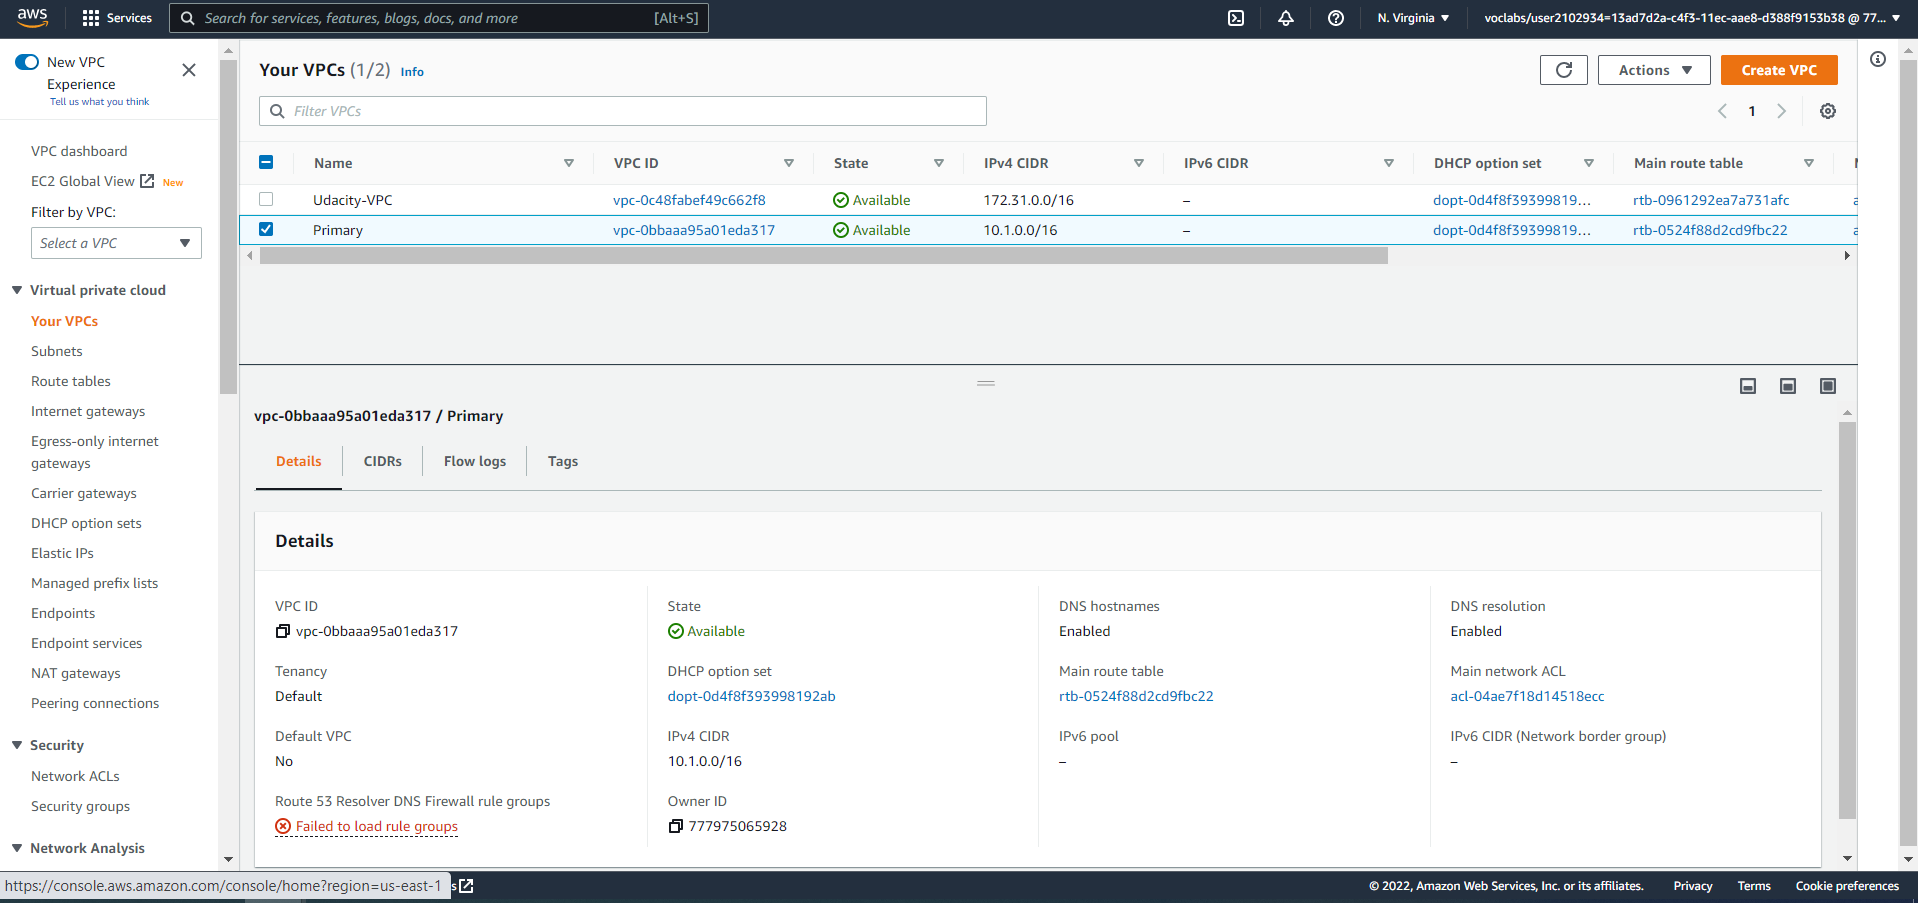 aws Services Search for services, features, blogs, docs, and more [Alt+S] N. Virginia voclabs/user2102934=13ad7d2a-c4f3-11ec-aae8-d388f9153b38 @ 77...
New VPC
Experience
Tell us what you think
VPC dashboard
EC2 Global View New
Filter by VPC:
Select a VPC
Virtual private cloud
Your VPCs
Subnets
Route tables
Internet gateways
Egress-only internet
gateways
Carrier gateways
DHCP option sets
Elastic IPs
Managed prefix lists
Endpoints
Endpoint services
NAT gateways
Peering connections
Security
Network ACLs
Security groups
Network Analysis
Your VPCs (1/2) Info
Actions Create VPC
Filter VPCs
1
Name VPC ID State IPv4 CIDR IPv6 CIDR DHCP option set Main route table
Udacity-VPC vpc-0c48fabef49c662f8 Available 172.31.0.0/16 – dopt-0d4f8f39399819... rtb-0961292ea7a731afc
Primary vpc-0bbaaa95a01eda317 Available 10.1.0.0/16 – dopt-0d4f8f39399819... rtb-0524f88d2cd9fbc22
vpc-0bbaaa95a01eda317 / Primary
Details CIDRs Flow logs Tags
Details
VPC ID State DNS hostnames DNS resolution
vpc-0bbaaa95a01eda317 Available Enabled Enabled
Tenancy DHCP option set Main route table Main network ACL
Default dopt-0d4f8f393998192ab rtb-0524f88d2cd9fbc22 acl-04ae7f18d14518ecc
Default VPC IPv4 CIDR IPv6 pool IPv6 CIDR (Network border group)
No 10.1.0.0/16 – –
Route 53 Resolver DNS Firewall rule groups Owner ID
Failed to load rule groups 777975065928
https://console.aws.amazon.com/console/home?region=us-east-1 s © 2022, Amazon Web Services, Inc. or its affiliates. Privacy Terms Cookie preferences